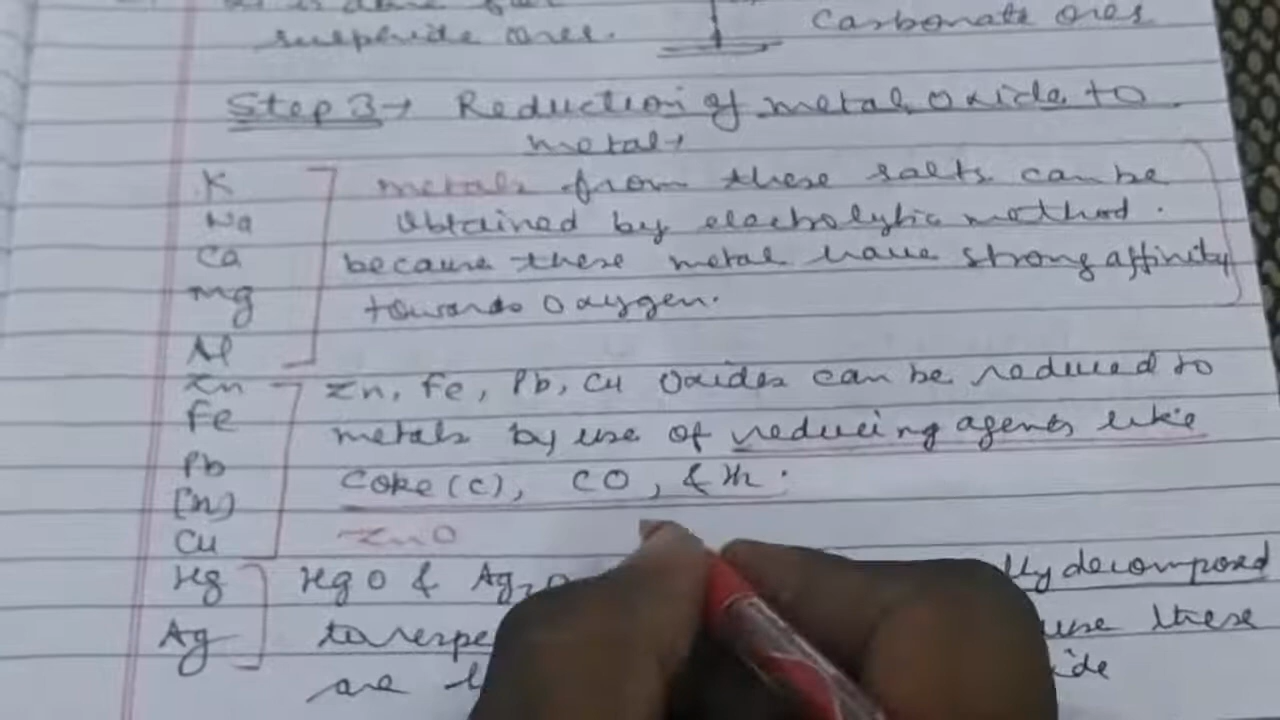 sulphide ores.
Carbonate ores
Step 3→ Reduction of metal oxide to
metal→
K
Na
Ca
Mg
Al
metals from these salts can be
obtained by electrolytic method.
because these metal have strong affinity
towards oxygen.
Zn
Fe
Pb
(H)
Cu
Zn, Fe, Pb, Cu oxides can be reduced to
metals by use of reducing agents like
Coke (C), CO, & H2.
ZnO
Hg
Ag
HgO & Ag2O decomposed
these
are